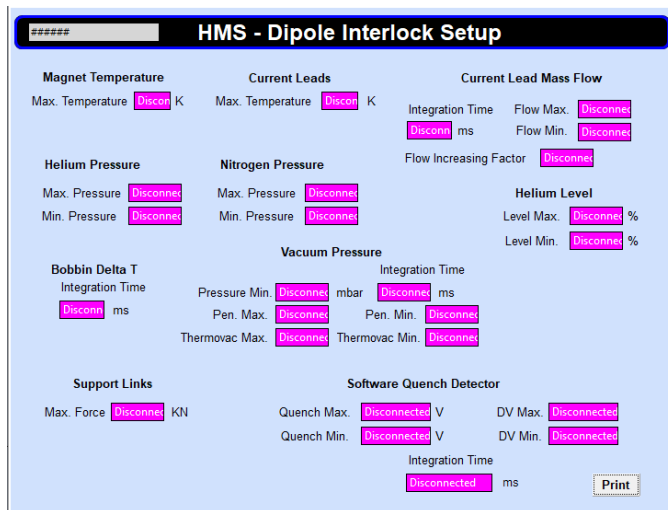 ######
HMS - Dipole Interlock Setup
Magnet Temperature
Max. Temperature Discon K
Current Leads
Max. Temperature Discon K
Current Lead Mass Flow
Integration Time
Disconn ms
Flow Max. Disconnec
Flow Min. Disconnec
Flow Increasing Factor Disconnec
Helium Pressure
Max. Pressure Disconnec
Min. Pressure Disconnec
Nitrogen Pressure
Max. Pressure Disconnec
Min. Pressure Disconnec
Helium Level
Level Max. Disconnec %
Level Min. Disconnec %
Bobbin Delta T
Integration Time
Disconn ms
Vacuum Pressure
Integration Time
Pressure Min. Disconnec mbar Disconnec ms
Pen. Max. Disconnec Pen. Min. Disconnec
Thermovac Max. Disconnec Thermovac Min. Disconnec
Support Links
Max. Force Disconnec KN
Software Quench Detector
Quench Max. Disconnected V DV Max. Disconnected
Quench Min. Disconnected V DV Min. Disconnected
Integration Time
Disconnected ms
Print